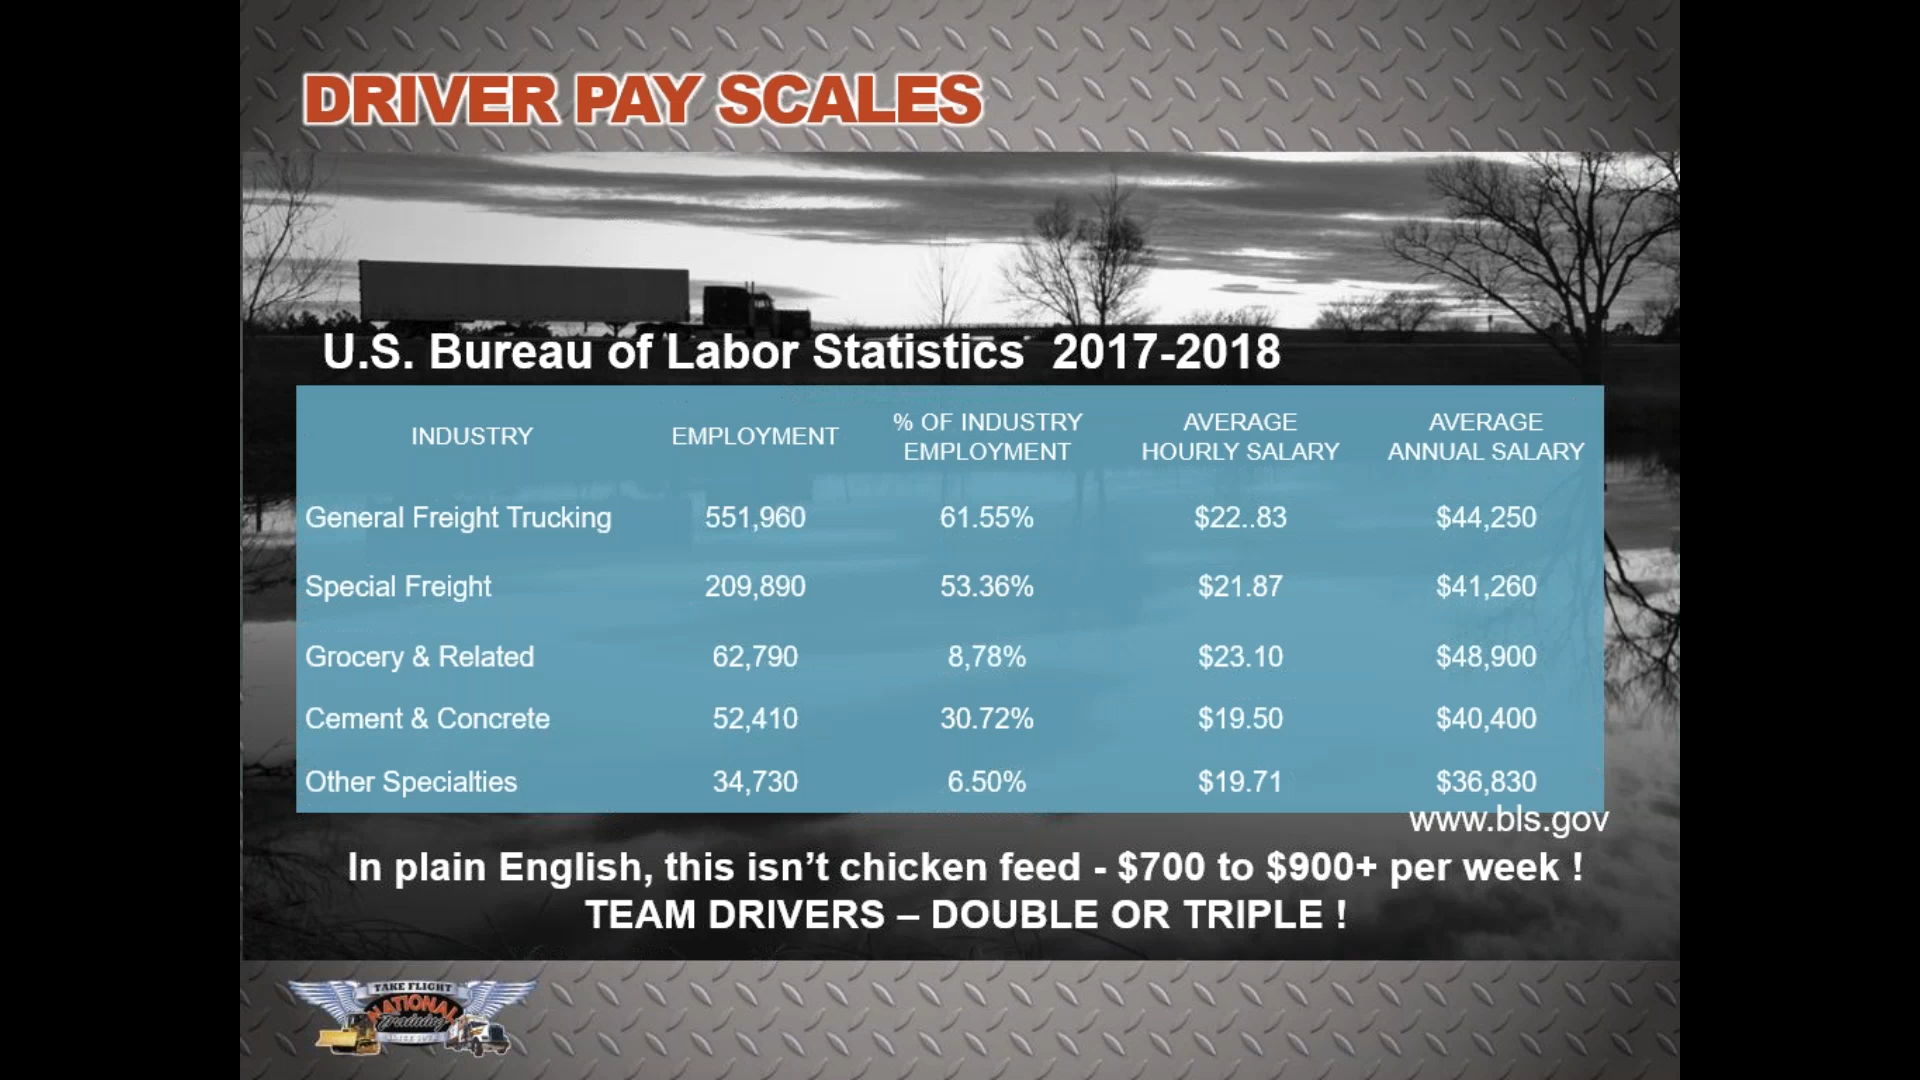 DRIVER PAY SCALES
U.S. Bureau of Labor Statistics 2017-2018
INDUSTRY EMPLOYMENT % OF INDUSTRY EMPLOYMENT AVERAGE HOURLY SALARY AVERAGE ANNUAL SALARY
General Freight Trucking 551,960 61.55% $22..83 $44,250
Special Freight 209,890 53.36% $21.87 $41,260
Grocery & Related 62,790 8,78% $23.10 $48,900
Cement & Concrete 52,410 30.72% $19.50 $40,400
Other Specialties 34,730 6.50% $19.71 $36,830
www.bls.gov
In plain English, this isn’t chicken feed - $700 to $900+ per week !
TEAM DRIVERS – DOUBLE OR TRIPLE !
TAKE FLIGHT
NATIONAL
Training